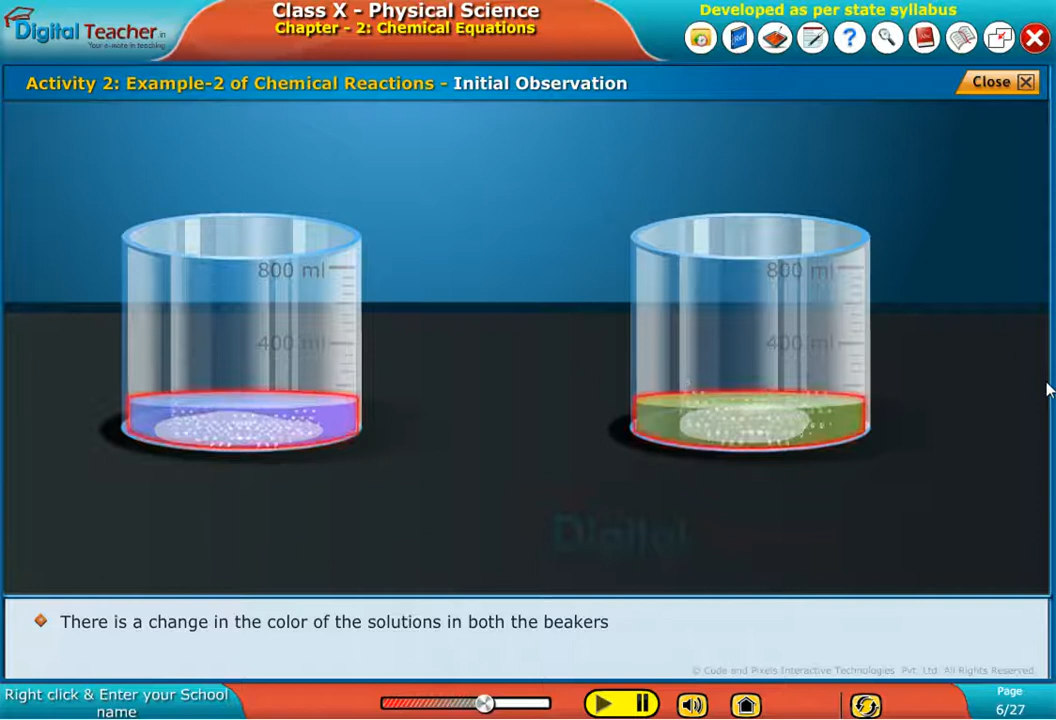 Digital Teacher.in
Your e-mate in teaching
Class X - Physical Science
Chapter - 2: Chemical Equations
Developed as per state syllabus
Activity 2: Example-2 of Chemical Reactions - Initial Observation
Close
800 ml
800 ml
400 ml
400 ml
Digital
There is a change in the color of the solutions in both the beakers
© Code and Pixels Interactive Technologies. Pvt. Ltd. All Rights Reserved.
Right click & Enter your School
name
Page
6/27